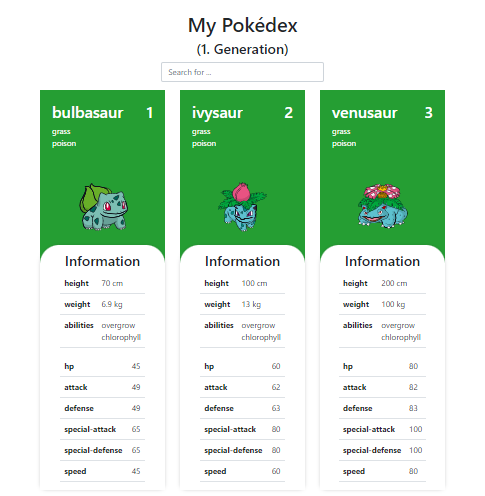 My Pokédex
(1. Generation)
Search for ...
bulbasaur 1
grass
poison
Information
height 70 cm
weight 6.9 kg
abilities overgrow
chlorophyll
hp 45
attack 49
defense 49
special-attack 65
special-defense 65
speed 45
ivysaur 2
grass
poison
Information
height 100 cm
weight 13 kg
abilities overgrow
chlorophyll
hp 60
attack 62
defense 63
special-attack 80
special-defense 80
speed 60
venusaur 3
grass
poison
Information
height 200 cm
weight 100 kg
abilities overgrow
chlorophyll
hp 80
attack 82
defense 83
special-attack 100
special-defense 100
speed 80